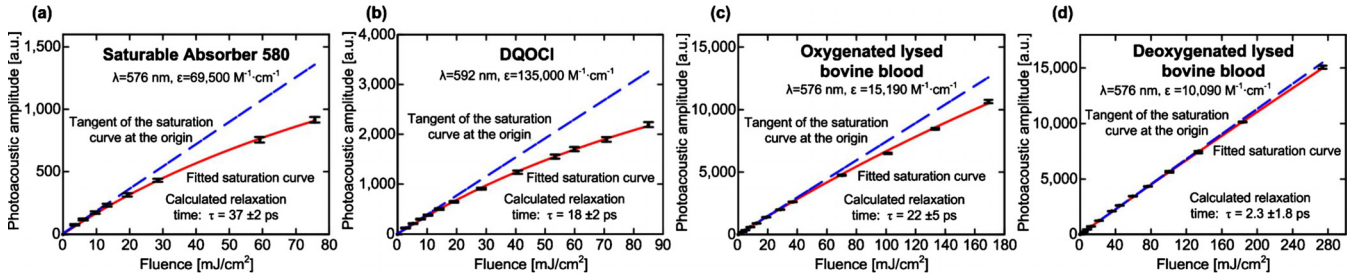 (a)
Saturable Absorber 580
λ=576 nm, ε=69,500 M⁻¹·cm⁻¹
Tangent of the saturation
curve at the origin
Fitted saturation curve
Calculated relaxation
time: τ = 37 ±2 ps
Photoacoustic amplitude [a.u.]
1,500
1,000
500
0
0 10 20 30 40 50 60 70 80
Fluence [mJ/cm²]
(b)
DQOCI
λ=592 nm, ε=135,000 M⁻¹·cm⁻¹
Tangent of the saturation
curve at the origin
Fitted saturation curve
Calculated relaxation
time: τ = 18 ±2 ps
Photoacoustic amplitude [a.u.]
4,000
3,000
2,000
1,000
0
0 10 20 30 40 50 60 70 80 90
Fluence [mJ/cm²]
(c)
Oxygenated lysed
bovine blood
λ=576 nm, ε =15,190 M⁻¹·cm⁻¹
Tangent of the saturation
curve at the origin
Fitted saturation curve
Calculated relaxation
time: τ = 22 ±5 ps
Photoacoustic amplitude [a.u.]
15,000
10,000
5,000
0
0 20 40 60 80 100 120 140 160 180
Fluence [mJ/cm²]
(d)
Deoxygenated lysed
bovine blood
λ=576 nm, ε =10,090 M⁻¹·cm⁻¹
Tangent of the saturation
curve at the origin
Fitted saturation curve
Calculated relaxation
time: τ = 2.3 ±1.8 ps
Photoacoustic amplitude [a.u.]
15,000
10,000
5,000
0
0 40 80 120 160 200 240 280
Fluence [mJ/cm²]